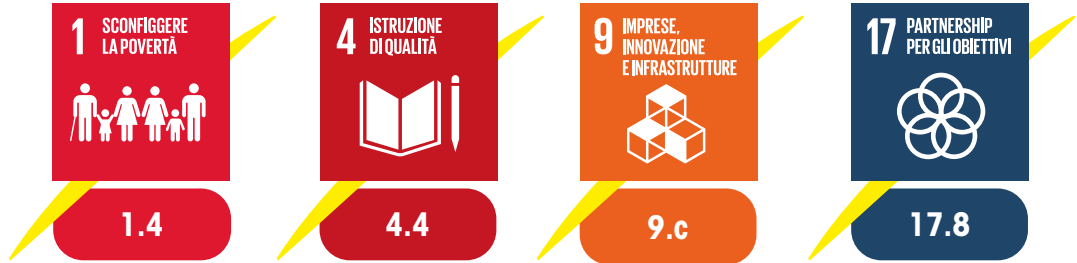 1 SCONFIGGERE
LA POVERTÀ
1.4
4 ISTRUZIONE
DI QUALITÀ
4.4
9 IMPRESE,
INNOVAZIONE
E INFRASTRUTTURE
9.c
17 PARTNERSHIP
PER GLI OBIETTIVI
17.8